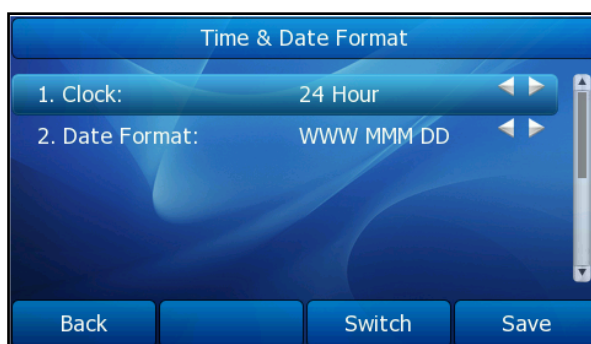 Time & Date Format
1. Clock: 24 Hour
2. Date Format: WWW MMM DD
Back Switch Save